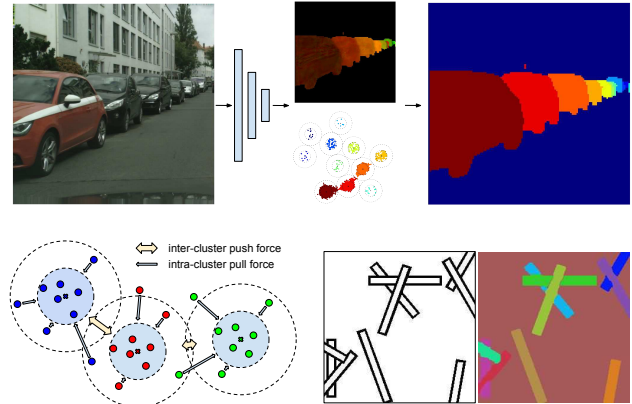 inter-cluster push force
intra-cluster pull force